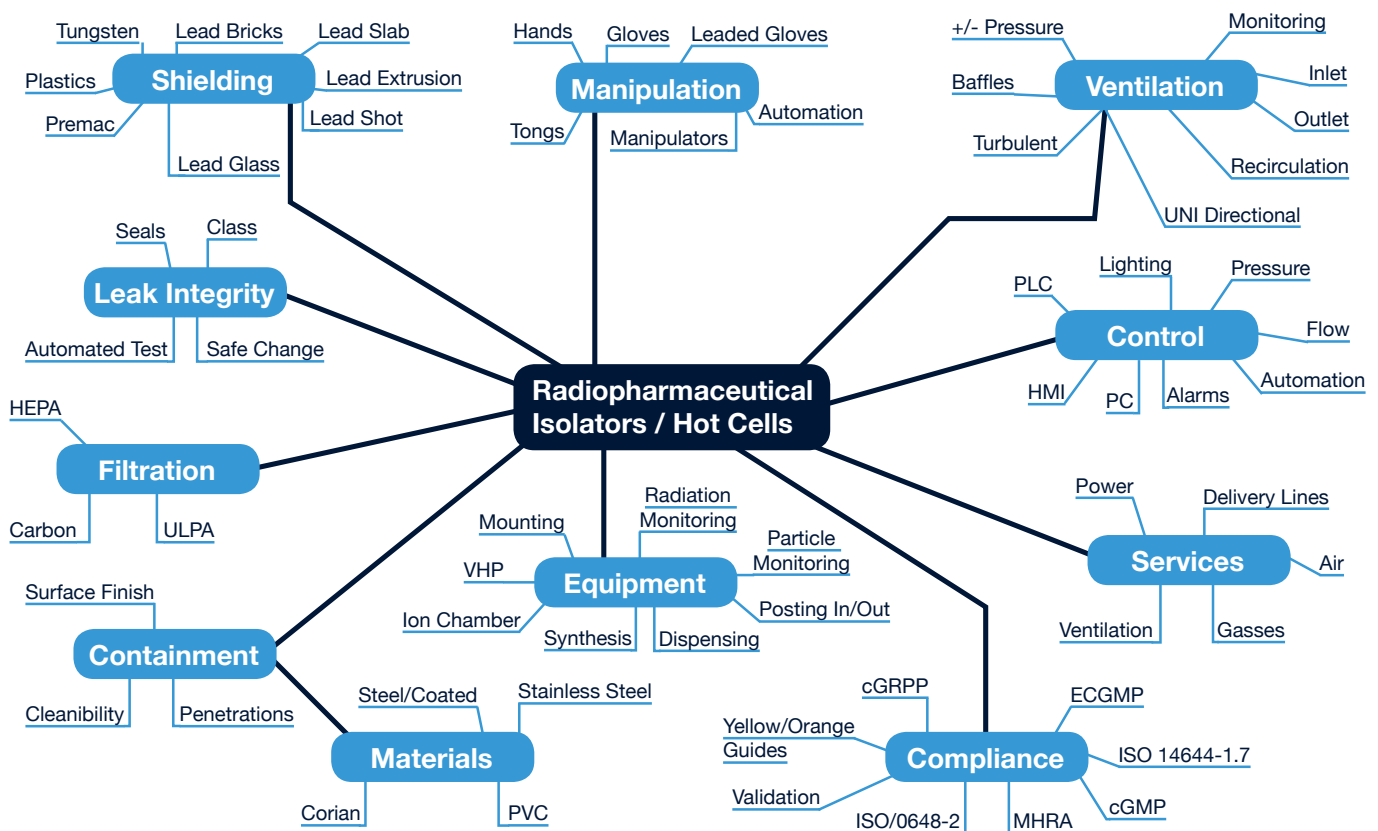 Tungsten
Lead Bricks
Lead Slab
Plastics
Shielding
Lead Extrusion
Premac
Lead Shot
Lead Glass
Hands
Gloves
Leaded Gloves
Manipulation
Automation
Tongs
Manipulators
+/- Pressure
Monitoring
Baffles
Ventilation
Inlet
Outlet
Turbulent
Recirculation
UNI Directional
Seals
Class
Leak Integrity
Automated Test
Safe Change
PLC
Lighting
Pressure
Control
Flow
HMI
PC
Alarms
Automation
Radiopharmaceutical
Isolators / Hot Cells
HEPA
Filtration
Carbon
ULPA
Mounting
Radiation
Monitoring
Particle
Monitoring
VHP
Equipment
Ion Chamber
Posting In/Out
Synthesis
Dispensing
Power
Delivery Lines
Services
Air
Ventilation
Gasses
Surface Finish
Containment
Cleanibility
Penetrations
Steel/Coated
Stainless Steel
Materials
Corian
PVC
cGRPP
ECGMP
Yellow/Orange
Guides
Compliance
ISO 14644-1.7
Validation
ISO/0648-2
MHRA
cGMP